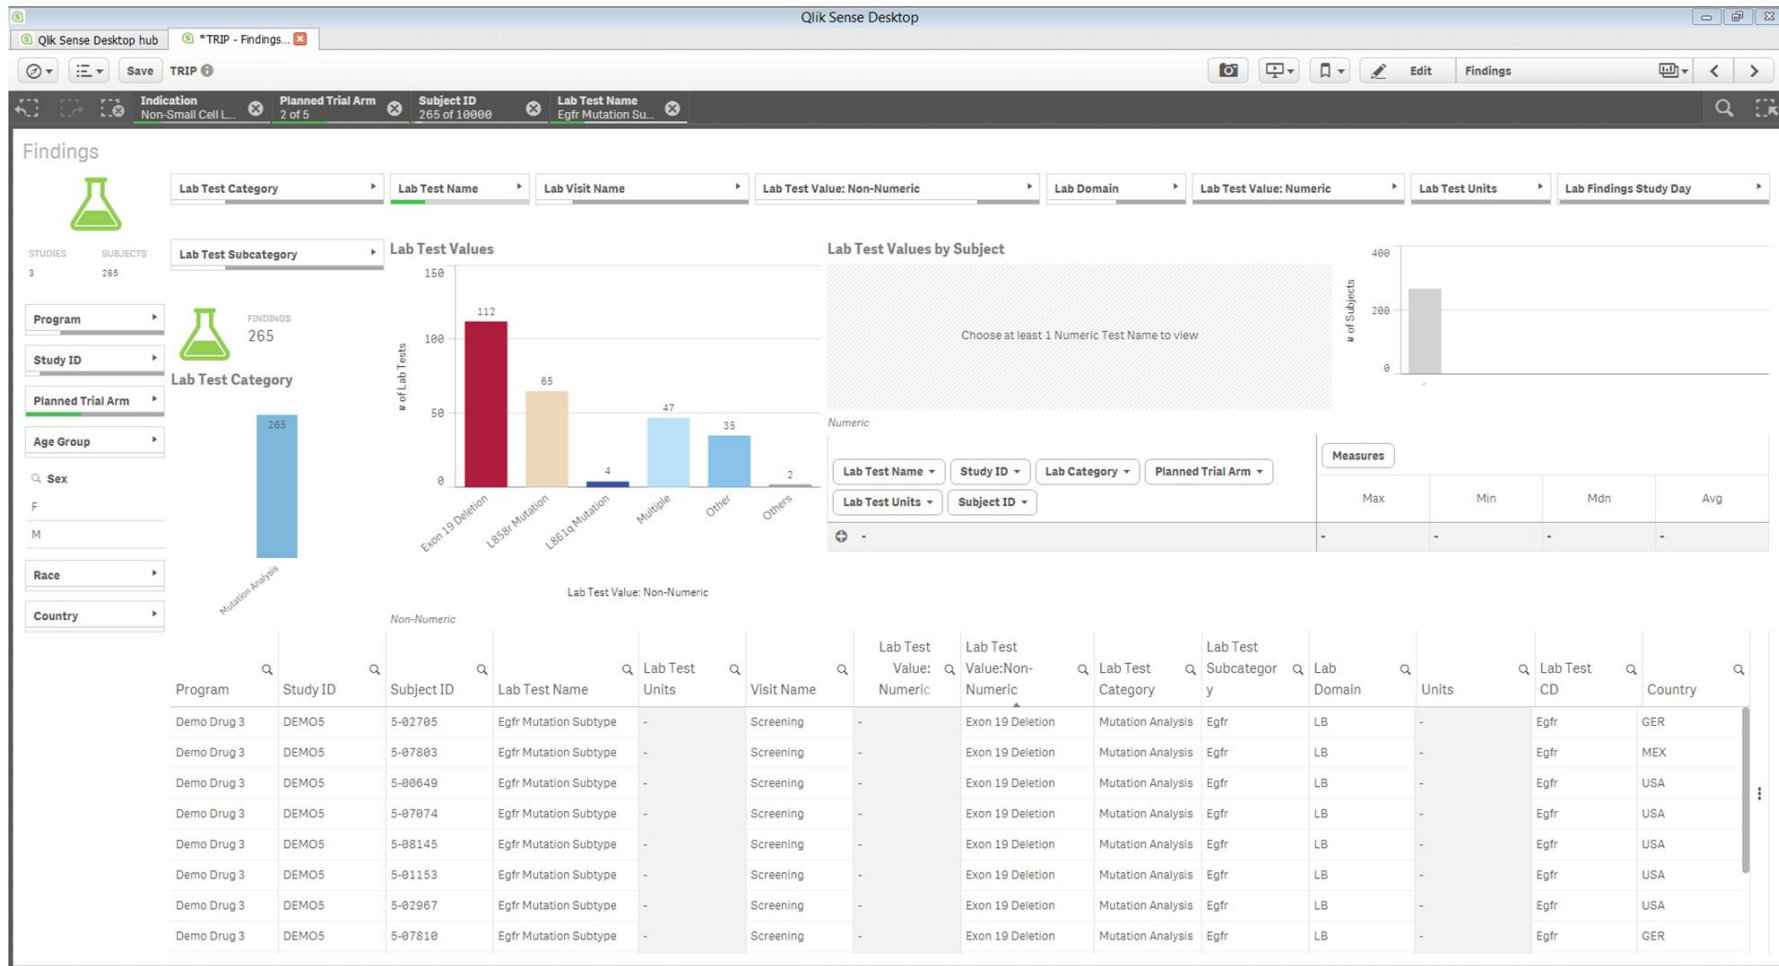 Qlik Sense Desktop
Qlik Sense Desktop hub
*TRIP - Findings...
Save
TRIP
Edit
Findings
Indication
Non-Small Cell L...
Planned Trial Arm
2 of 5
Subject ID
265 of 10000
Lab Test Name
Egfr Mutation Su...
Findings
Lab Test Category
Lab Test Name
Lab Visit Name
Lab Test Value: Non-Numeric
Lab Domain
Lab Test Value: Numeric
Lab Test Units
Lab Findings Study Day
STUDIES
3
SUBJECTS
265
Lab Test Subcategory
FINDINGS
265
Program
Study ID
Planned Trial Arm
Age Group
Sex
F
M
Race
Country
Lab Test Category
265
Mutation Analysis
Lab Test Values
# of Lab Tests
150
100
50
0
112
65
4
47
35
2
Exon 19 Deletion
L858r Mutation
L861q Mutation
Multiple
Other
Others
Lab Test Value: Non-Numeric
Non-Numeric
Lab Test Values by Subject
Choose at least 1 Numeric Test Name to view
# of Subjects
400
200
0
-
Numeric
Lab Test Name
Study ID
Lab Category
Planned Trial Arm
Lab Test Units
Subject ID
Measures
Max Min Mdn Avg
- - - - -
Program
Study ID
Subject ID
Lab Test Name
Lab Test
Units
Visit Name
Lab Test
Value:
Numeric
Lab Test
Value:Non-
Numeric
Lab Test
Category
Lab Test
Subcategor
y
Lab
Domain
Units
Lab Test
CD
Country
Demo Drug 3 DEMO5 5-02705 Egfr Mutation Subtype - Screening - Exon 19 Deletion Mutation Analysis Egfr LB - Egfr GER
Demo Drug 3 DEMO5 5-07803 Egfr Mutation Subtype - Screening - Exon 19 Deletion Mutation Analysis Egfr LB - Egfr MEX
Demo Drug 3 DEMO5 5-00649 Egfr Mutation Subtype - Screening - Exon 19 Deletion Mutation Analysis Egfr LB - Egfr USA
Demo Drug 3 DEMO5 5-07074 Egfr Mutation Subtype - Screening - Exon 19 Deletion Mutation Analysis Egfr LB - Egfr USA
Demo Drug 3 DEMO5 5-08145 Egfr Mutation Subtype - Screening - Exon 19 Deletion Mutation Analysis Egfr LB - Egfr USA
Demo Drug 3 DEMO5 5-01153 Egfr Mutation Subtype - Screening - Exon 19 Deletion Mutation Analysis Egfr LB - Egfr USA
Demo Drug 3 DEMO5 5-02967 Egfr Mutation Subtype - Screening - Exon 19 Deletion Mutation Analysis Egfr LB - Egfr USA
Demo Drug 3 DEMO5 5-07810 Egfr Mutation Subtype - Screening - Exon 19 Deletion Mutation Analysis Egfr LB - Egfr GER